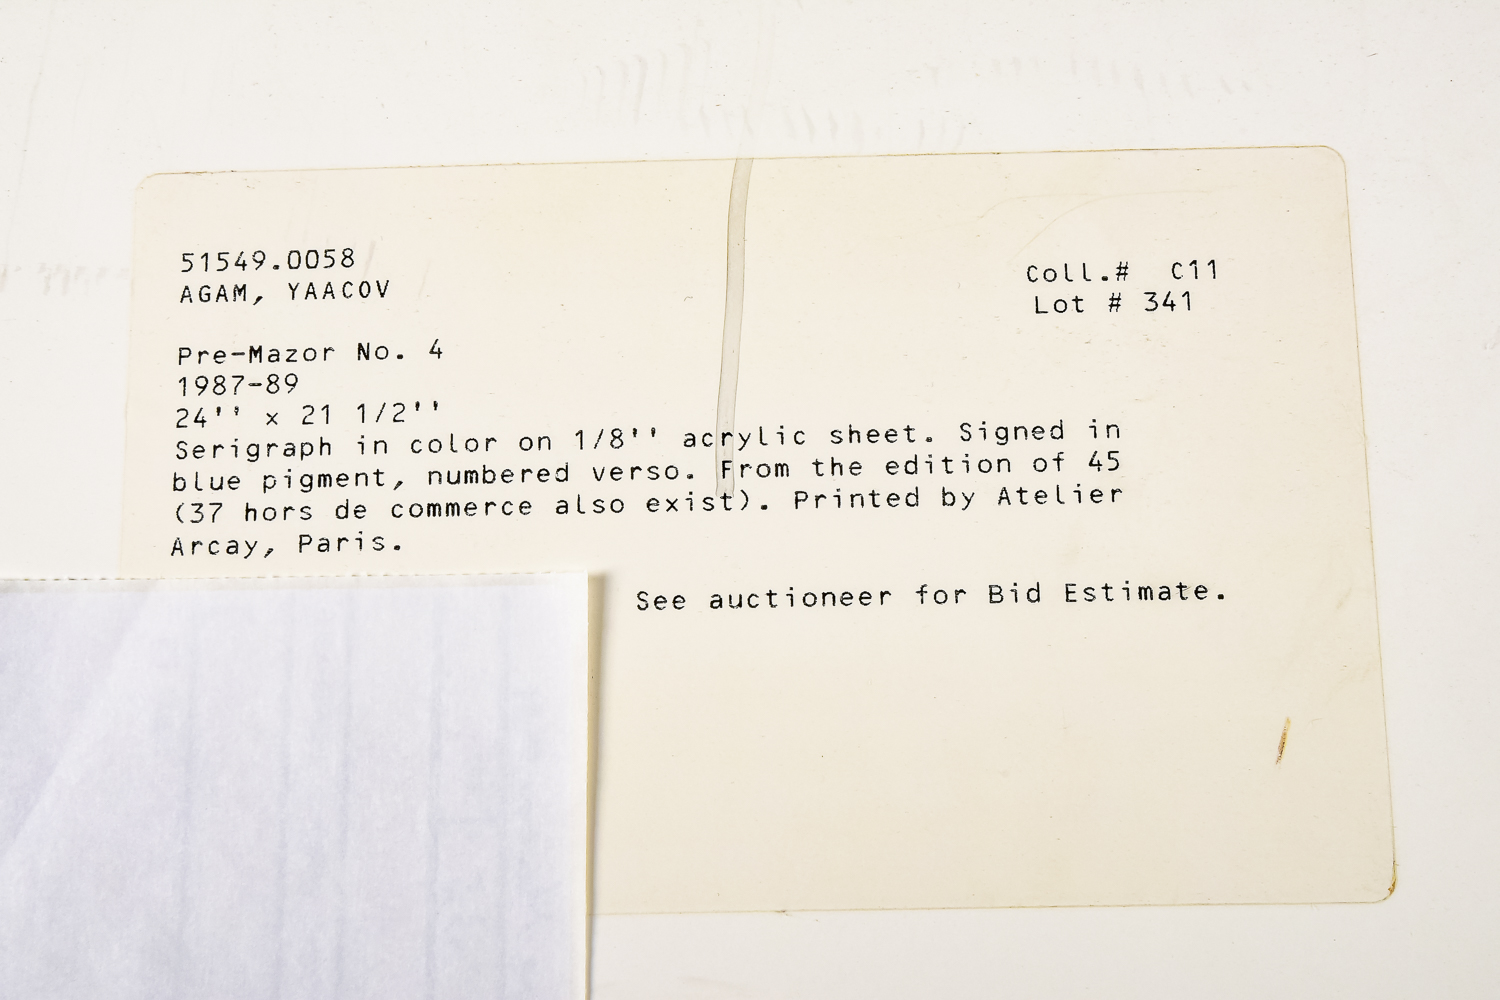 51549.0058
AGAM, YAACOV
Coll.# C11
Lot # 341
Pre-Mazor No. 4
1987-89
24'' x 21 1/2''
Serigraph in color on 1/8'' acrylic sheet. Signed in
blue pigment, numbered verso. From the edition of 45
(37 hors de commerce also exist). Printed by Atelier
Arcay, Paris.
See auctioneer for Bid Estimate.